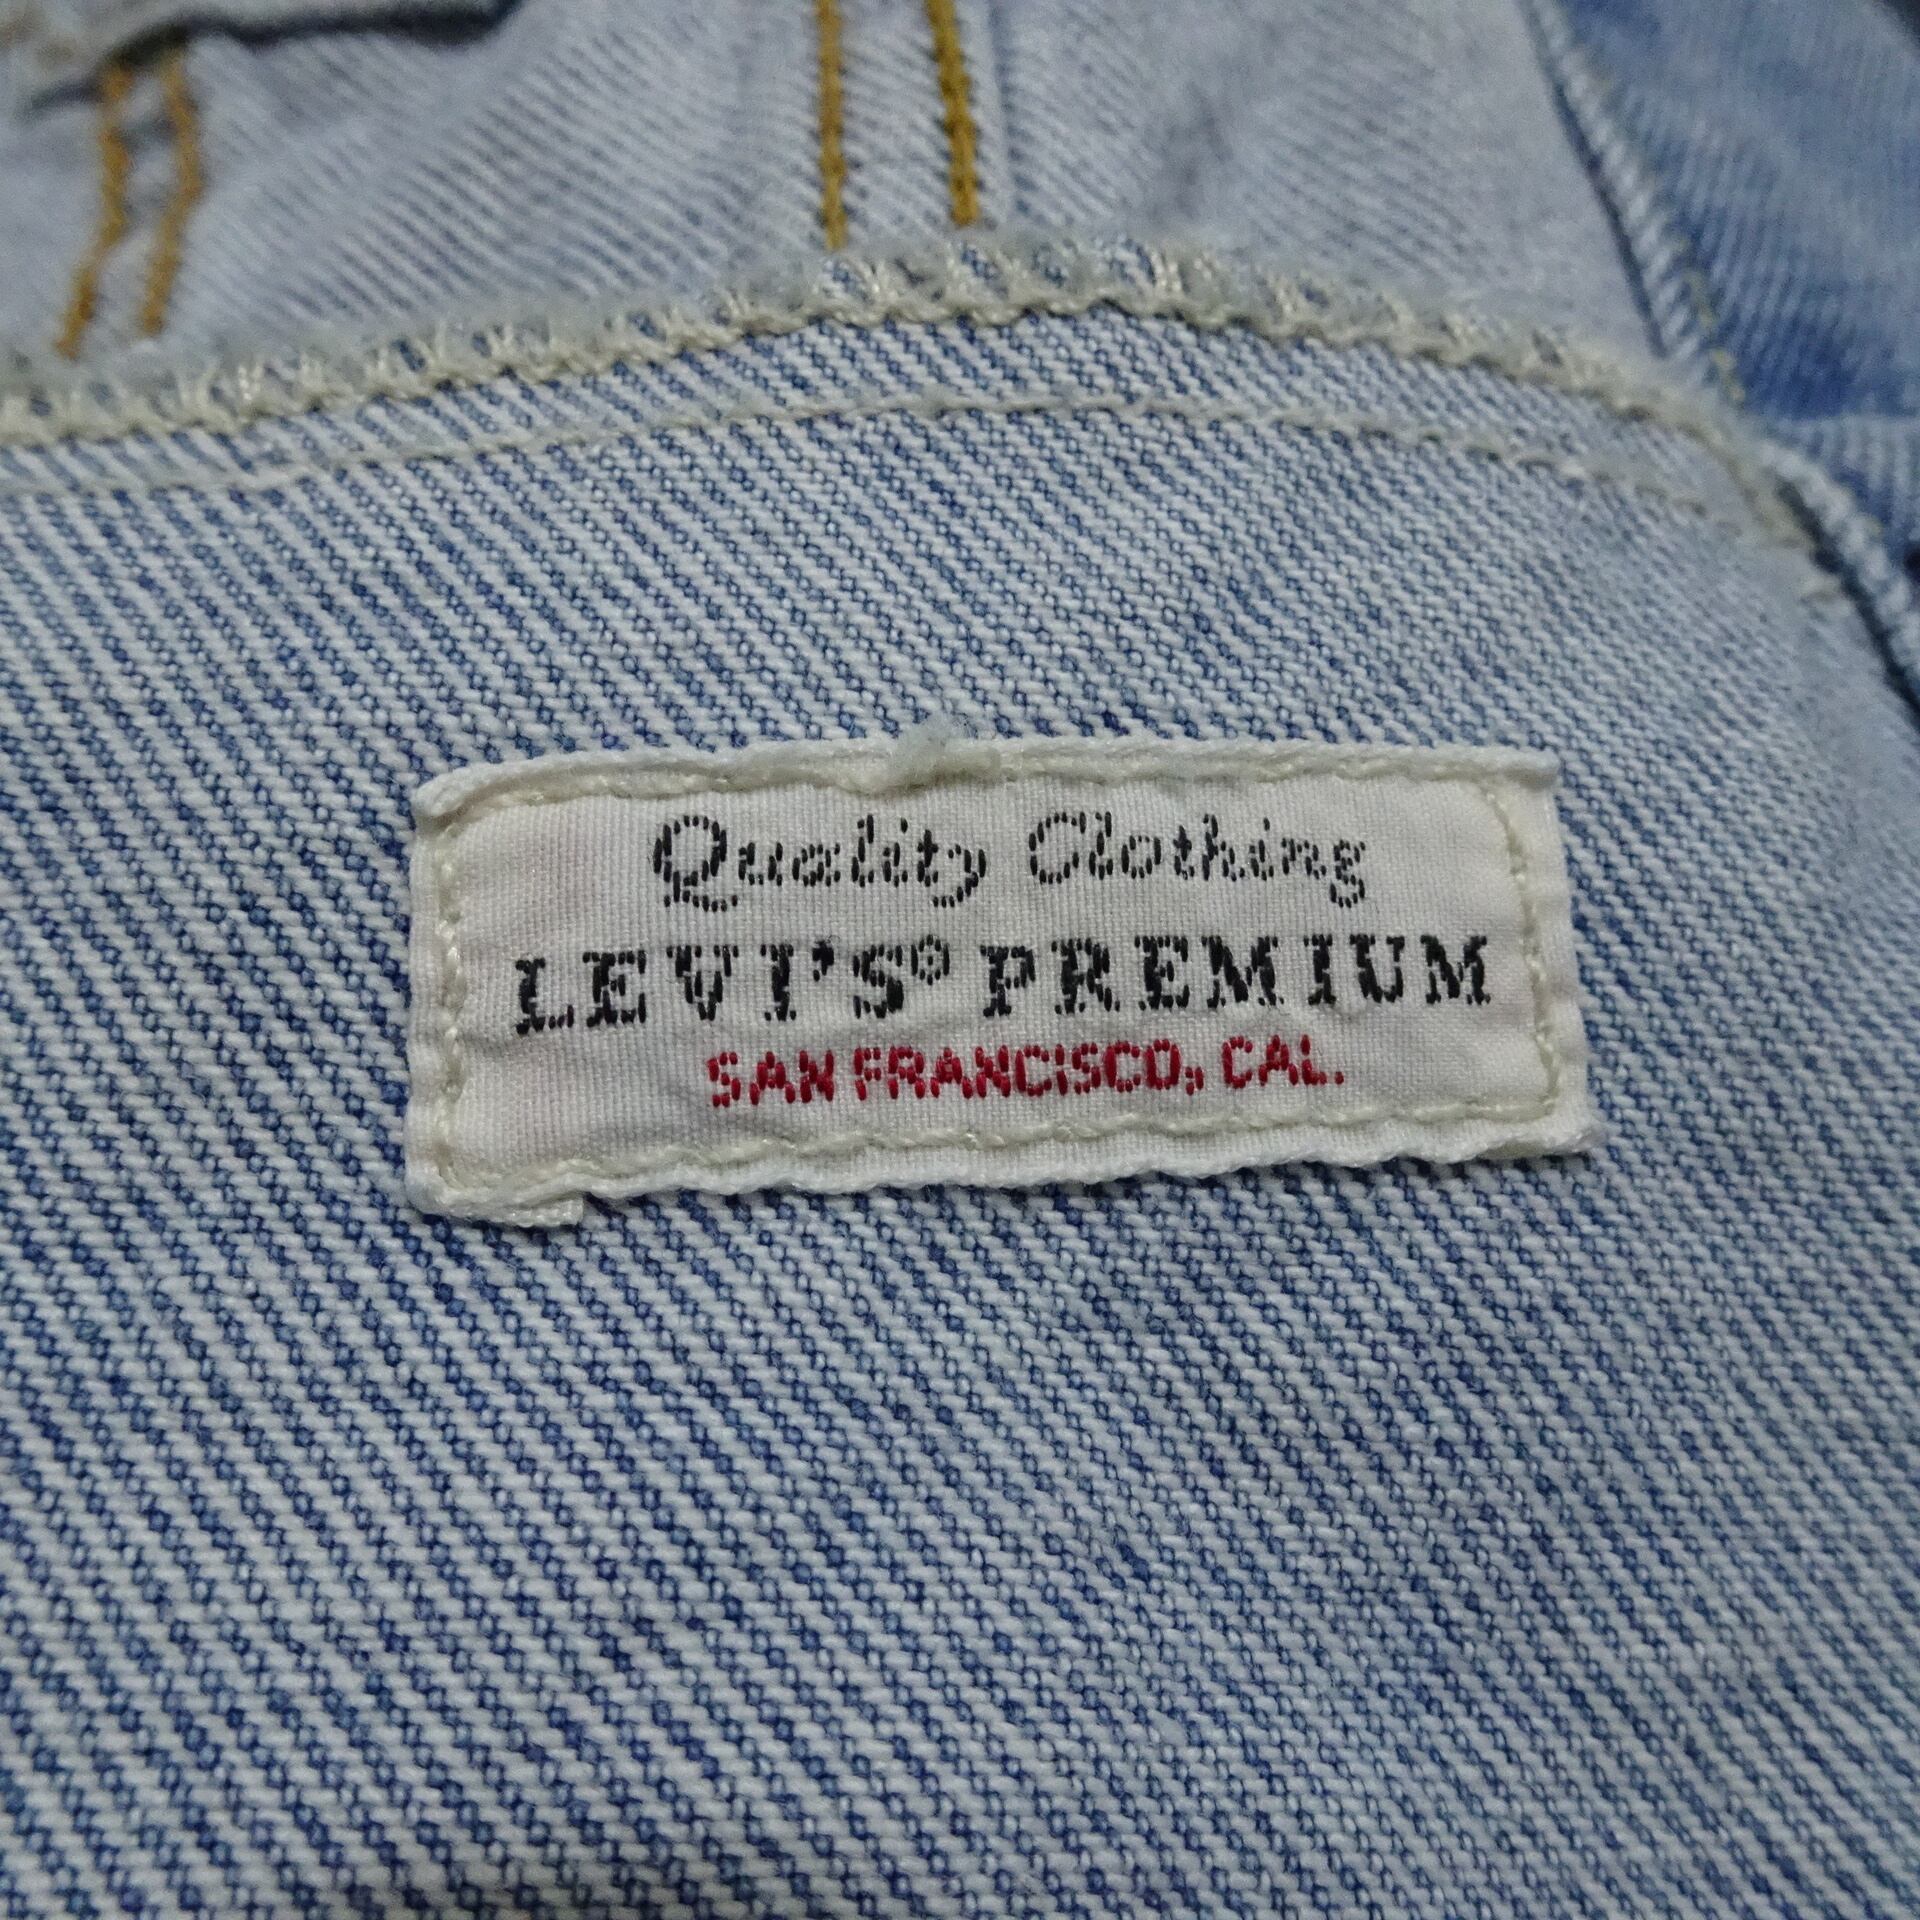 Quality Clothing
LEVI'S® PREMIUM
SAN FRANCISCO, CAL.